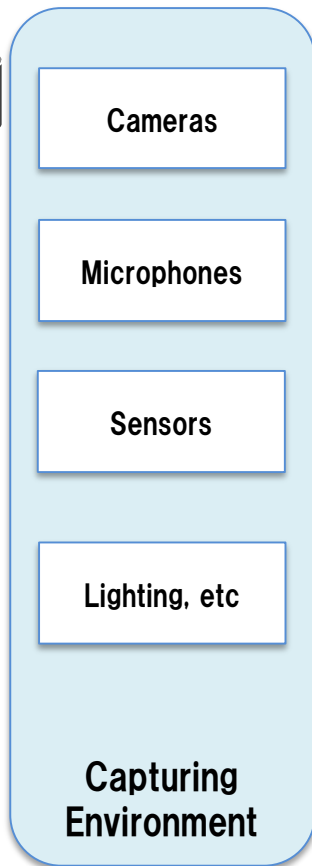 Cameras
Microphones
Sensors
Lighting, etc
Capturing
Environment